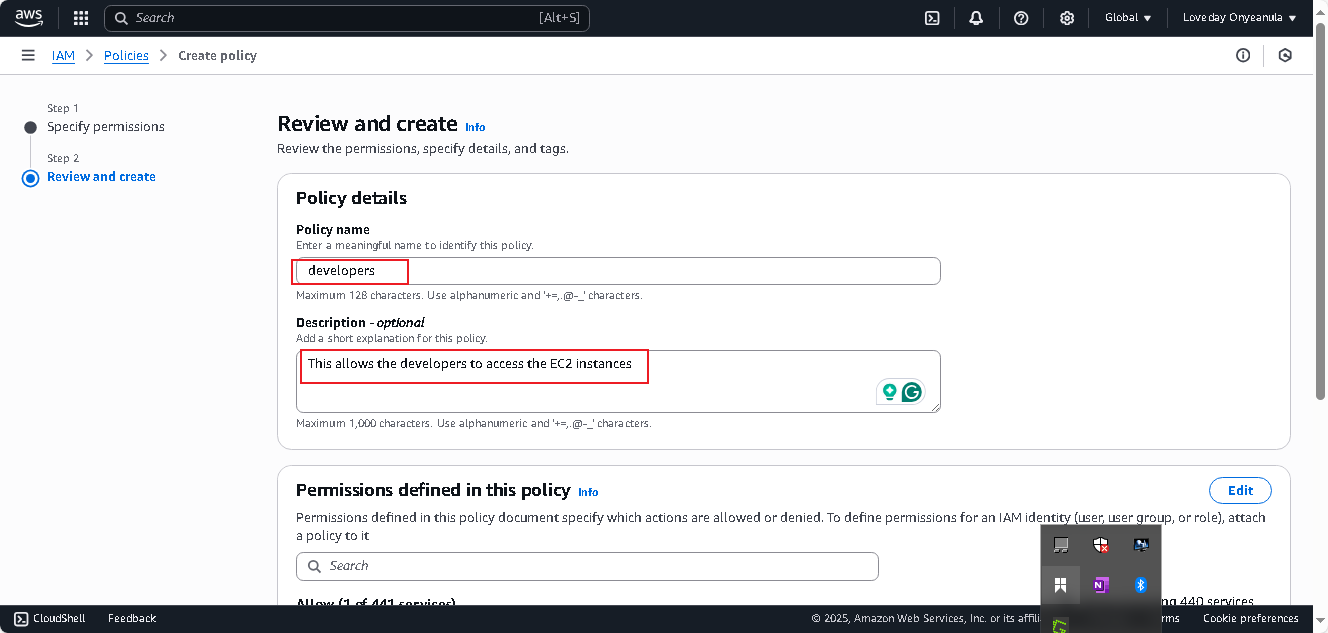 aws
Search [Alt+S]
Global
Loveday Onyeanula
IAM
Policies
Create policy
Step 1
Specify permissions
Step 2
Review and create
Review and create Info
Review the permissions, specify details, and tags.
Policy details
Policy name
Enter a meaningful name to identify this policy.
developers
Maximum 128 characters. Use alphanumeric and '+=,.@-_' characters.
Description - optional
Add a short explanation for this policy.
This allows the developers to access the EC2 instances
Maximum 1,000 characters. Use alphanumeric and '+=,.@-_' characters.
Permissions defined in this policy Info
Edit
Permissions defined in this policy document specify which actions are allowed or denied. To define permissions for an IAM identity (user, user group, or role), attach
a policy to it
Search
Allow (1 of 441 services)
ng 440 services
CloudShell
Feedback
© 2025, Amazon Web Services, Inc. or its affili
rms
Cookie preferences